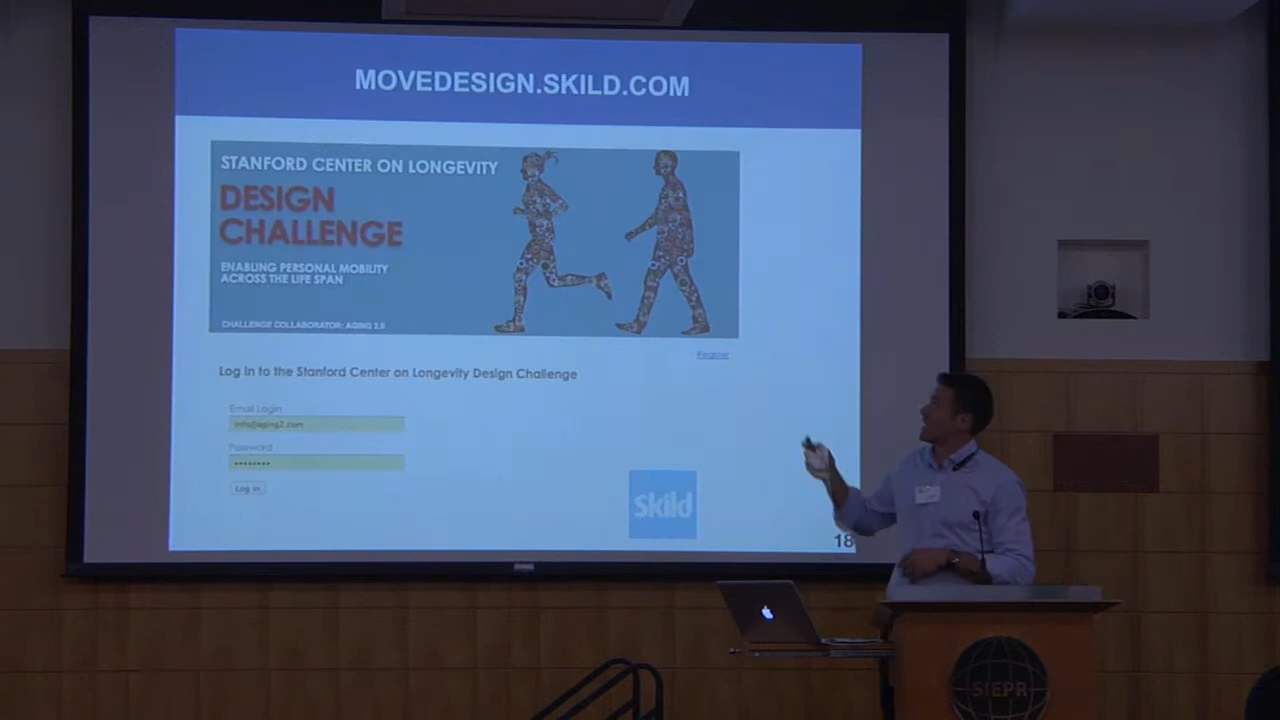 MOVEDESIGN.SKILD.COM
STANFORD CENTER ON LONGEVITY
DESIGN
CHALLENGE
ENABLING PERSONAL MOBILITY
ACROSS THE LIFE SPAN
CHALLENGE COLLABORATOR: AGING 2.0
Register
Log in to the Stanford Center on Longevity Design Challenge
Email Login
info@aging2.com
Password
Log in
Skild
18
SIEPR